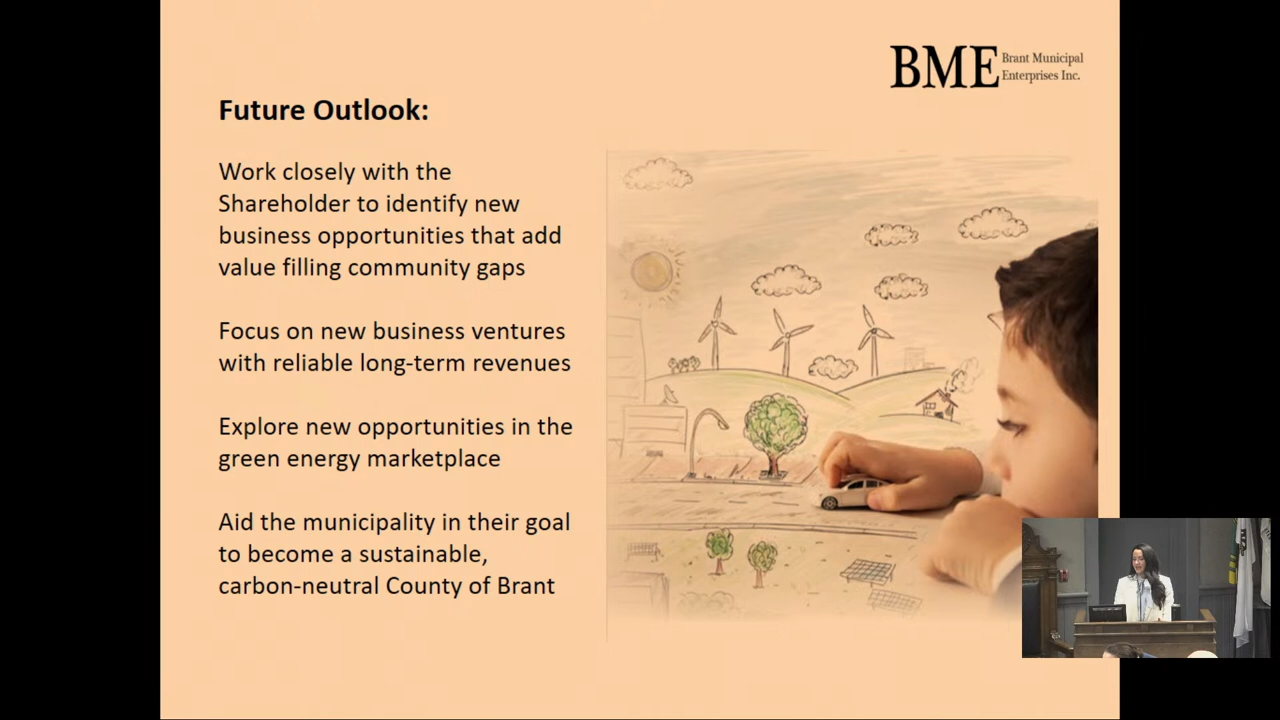 BME
Brant Municipal
Enterprises Inc.
Future Outlook:
Work closely with the
Shareholder to identify new
business opportunities that add
value filling community gaps
Focus on new business ventures
with reliable long-term revenues
Explore new opportunities in the
green energy marketplace
Aid the municipality in their goal
to become a sustainable,
carbon-neutral County of Brant